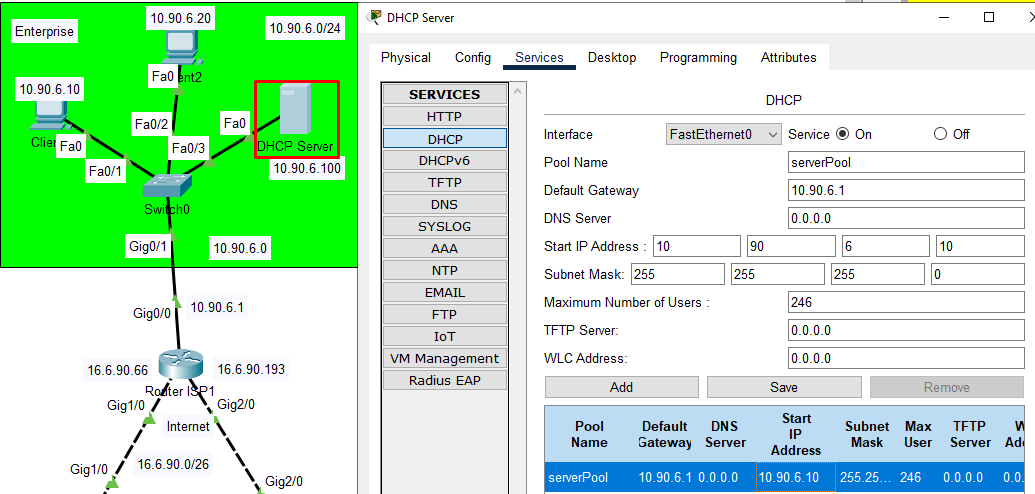 Enterprise
10.90.6.20
10.90.6.0/24
Fa0
ent2
10.90.6.10
Clien
Fa0
Fa0/2
Fa0
Fa0/3
DHCP Server
Fa0/1
10.90.6.100
Switch0
Gig0/1
10.90.6.0
Gig0/0
10.90.6.1
16.6.90.66
16.6.90.193
Router ISP1
Gig1/0
Gig2/0
Internet
16.6.90.0/26
Gig1/0
Gig2/0
DHCP Server
Physical
Config
Services
Desktop
Programming
Attributes
SERVICES
HTTP
DHCP
DHCPv6
TFTP
DNS
SYSLOG
AAA
NTP
EMAIL
FTP
IoT
VM Management
Radius EAP
DHCP
Interface FastEthernet0 Service On Off
Pool Name serverPool
Default Gateway 10.90.6.1
DNS Server 0.0.0.0
Start IP Address : 10 90 6 10
Subnet Mask: 255 255 255 0
Maximum Number of Users : 246
TFTP Server: 0.0.0.0
WLC Address: 0.0.0.0
Add Save Remove
Pool Name
Default Gateway
DNS Server
Start IP Address
Subnet Mask
Max User
TFTP Server
serverPool 10.90.6.1 0.0.0.0 10.90.6.10 255.25... 246 0.0.0.0 0.0.